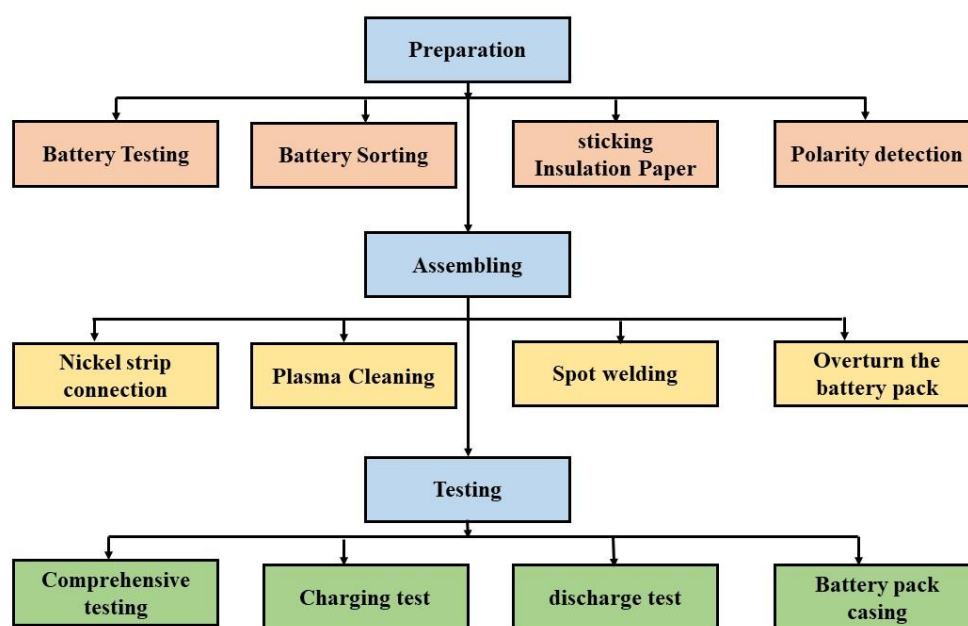 Preparation
Battery Testing
Battery Sorting
sticking
Insulation Paper
Polarity detection
Assembling
Nickel strip
connection
Plasma Cleaning
Spot welding
Overturn the
battery pack
Testing
Comprehensive
testing
Charging test
discharge test
Battery pack
casing